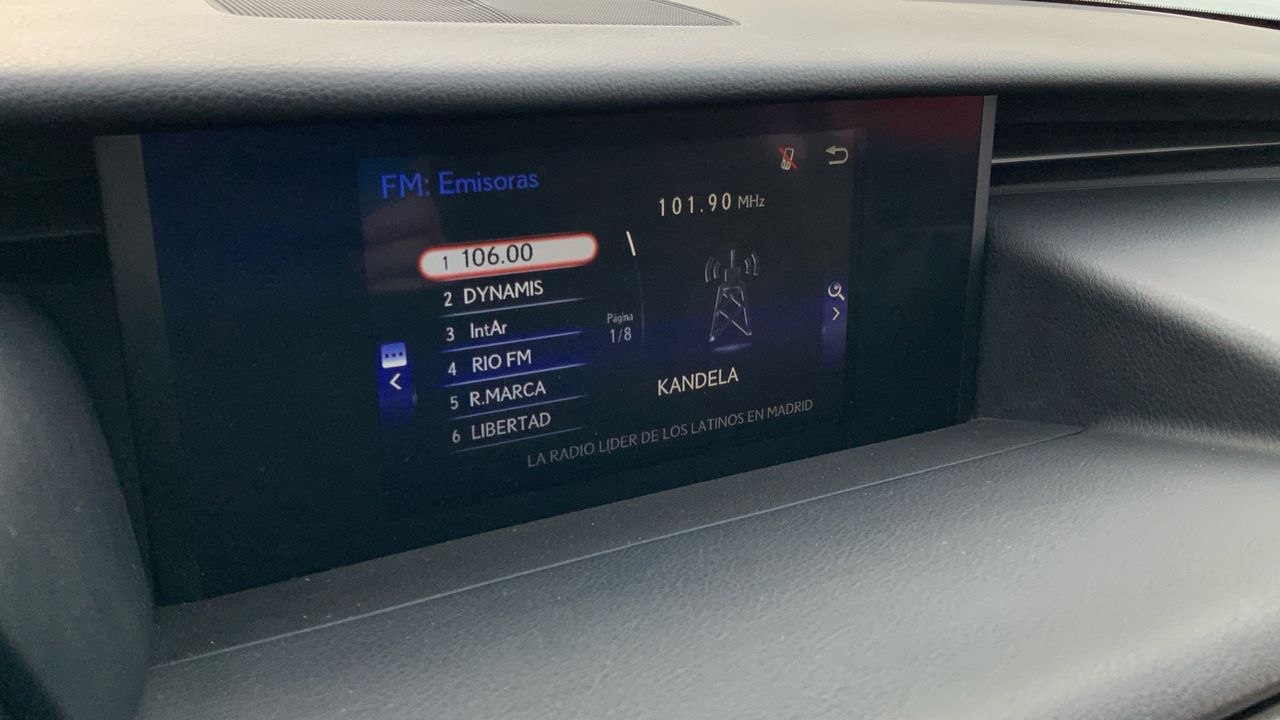 FM: Emisoras
101.90 MHz
1 106.00
2 DYNAMIS
3 IntAr
4 RIO FM
5 R.MARCA
6 LIBERTAD
Página
1/8
KANDELA
LA RADIO LIDER DE LOS LATINOS EN MADRID